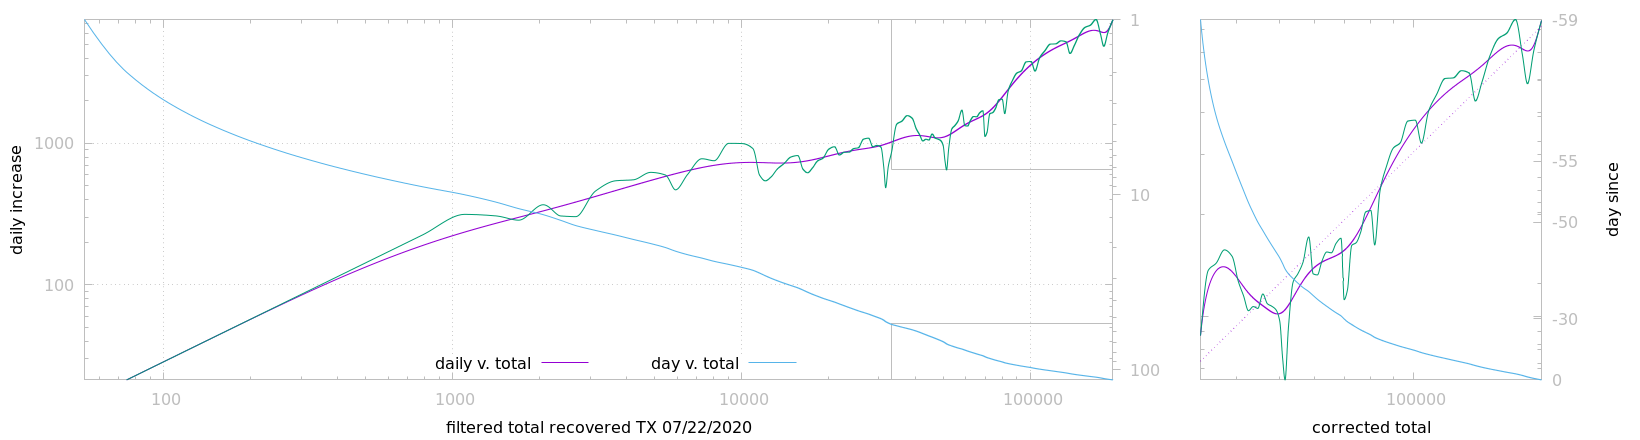 daily increase
1000
100
100
1000
10000
100000
filtered total recovered TX 07/22/2020
daily v. total
day v. total
1
10
100
100000
corrected total
-59
-55
-50
-30
0
day since